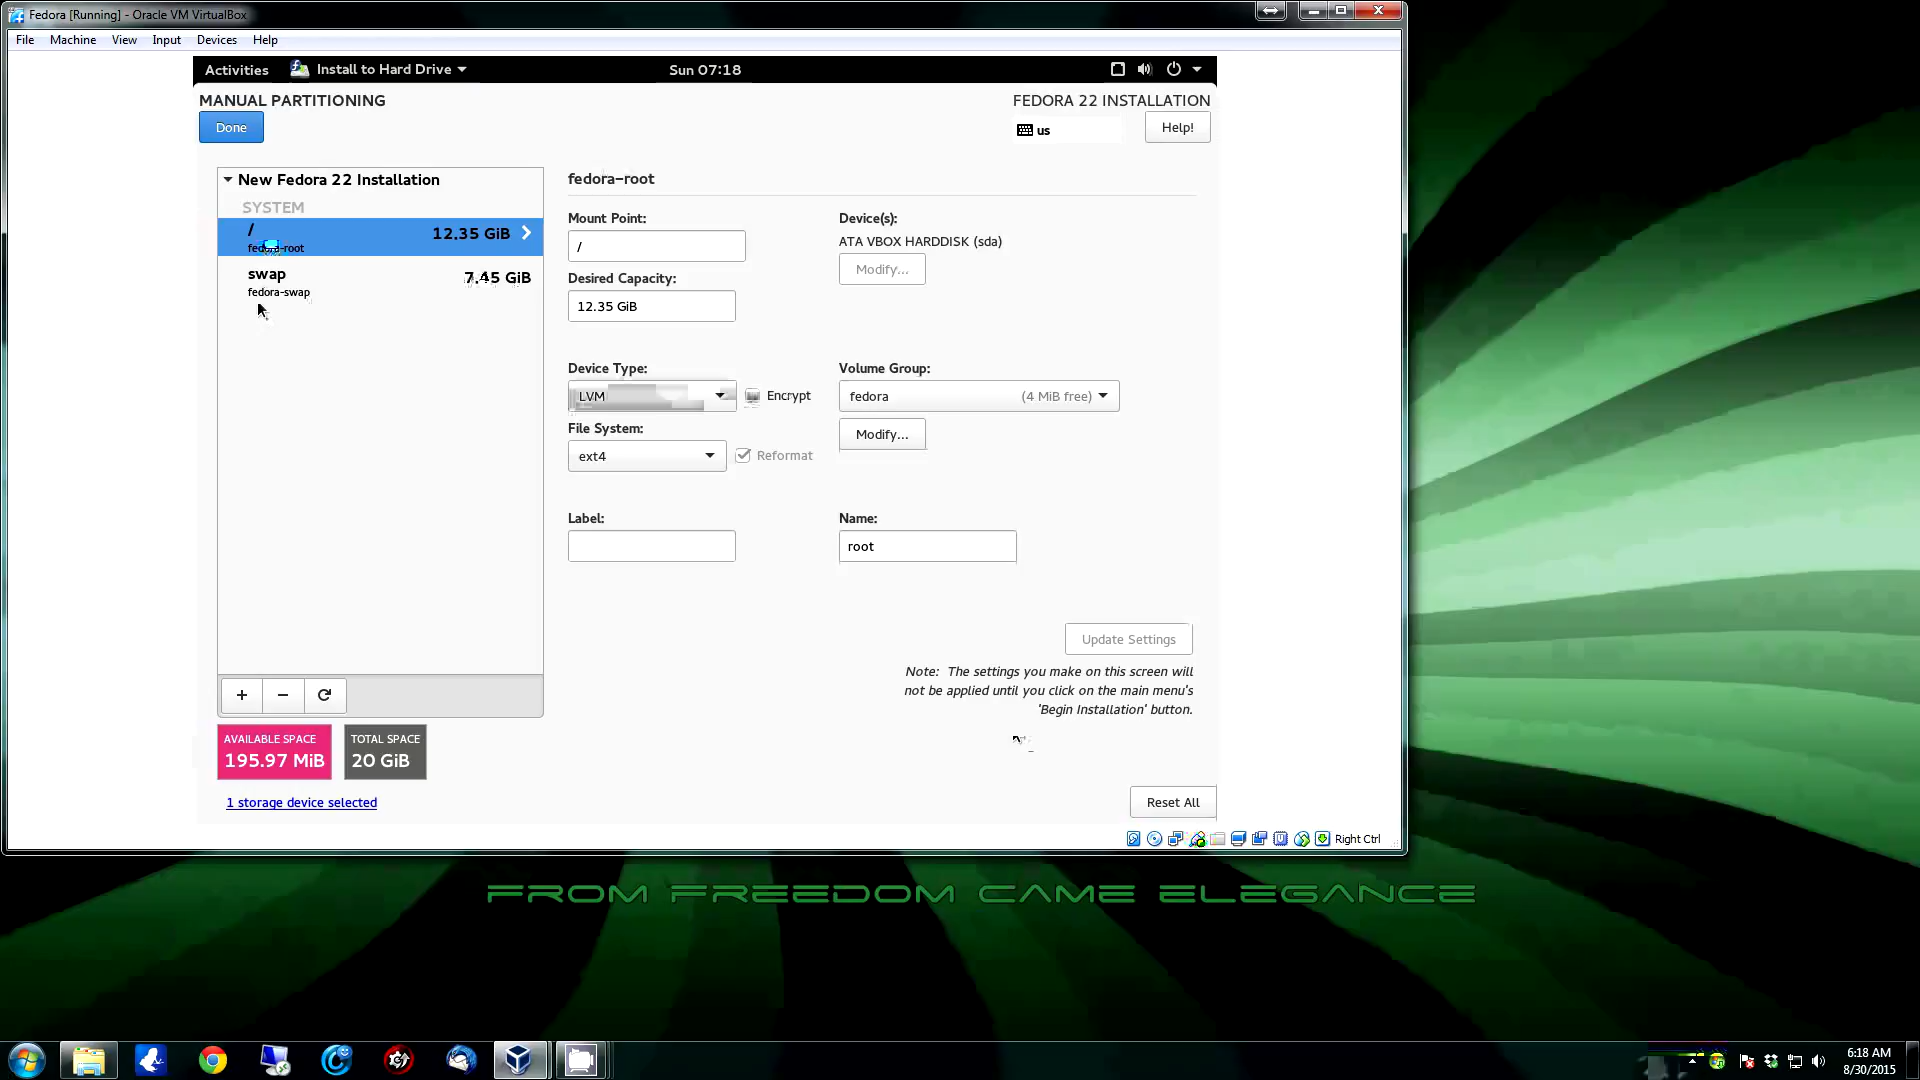 Fedora [Running] - Oracle VM VirtualBox
File Machine View Input Devices Help
Activities Install to Hard Drive Sun 07:18
MANUAL PARTITIONING FEDORA 22 INSTALLATION
Done us Help!
New Fedora 22 Installation
SYSTEM
/ 12.35 GiB
fedora-root
swap 7.45 GiB
fedora-swap
+ -
AVAILABLE SPACE
195.97 MiB
TOTAL SPACE
20 GiB
1 storage device selected
fedora-root
Mount Point:
/
Desired Capacity:
12.35 GiB
Device(s):
ATA VBOX HARDDISK (sda)
Modify...
Device Type:
LVM Encrypt
File System:
ext4 Reformat
Volume Group:
fedora (4 MiB free)
Modify...
Label:
Name:
root
Update Settings
Note: The settings you make on this screen will
not be applied until you click on the main menu's
'Begin Installation' button.
Reset All
Right Ctrl
FROM FREEDOM CAME ELEGANCE
6:18 AM
8/30/2015